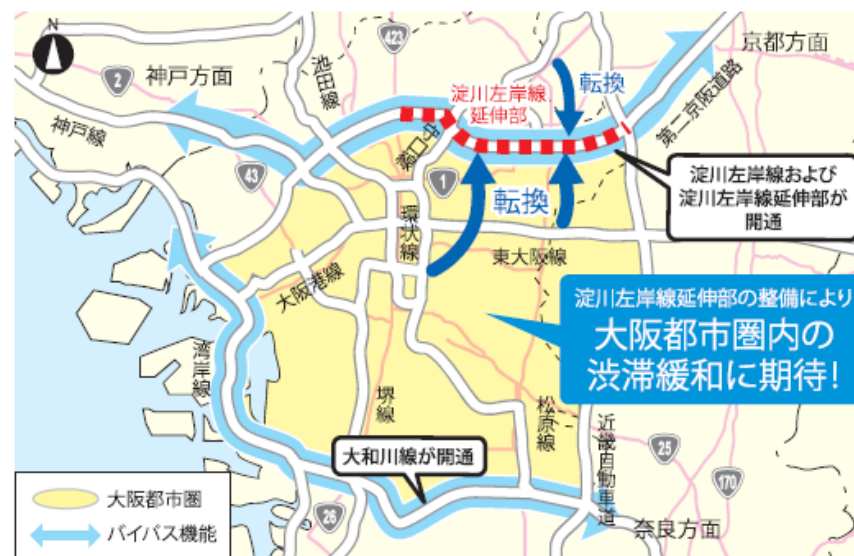 N
423
京都方面
2
神戸方面
池田線
淀川左岸線
延伸部
転換
第二京阪道路
神戸線
守口線
43
1
淀川左岸線および
淀川左岸線延伸部が
開通
転換
環状線
東大阪線
大阪港線
淀川左岸線延伸部の整備により
大阪都市圏内の
渋滞緩和に期待!
湾岸線
堺線
松原線
近畿自動車道
大和川線が開通
25
170
26
奈良方面
大阪都市圏
バイパス機能